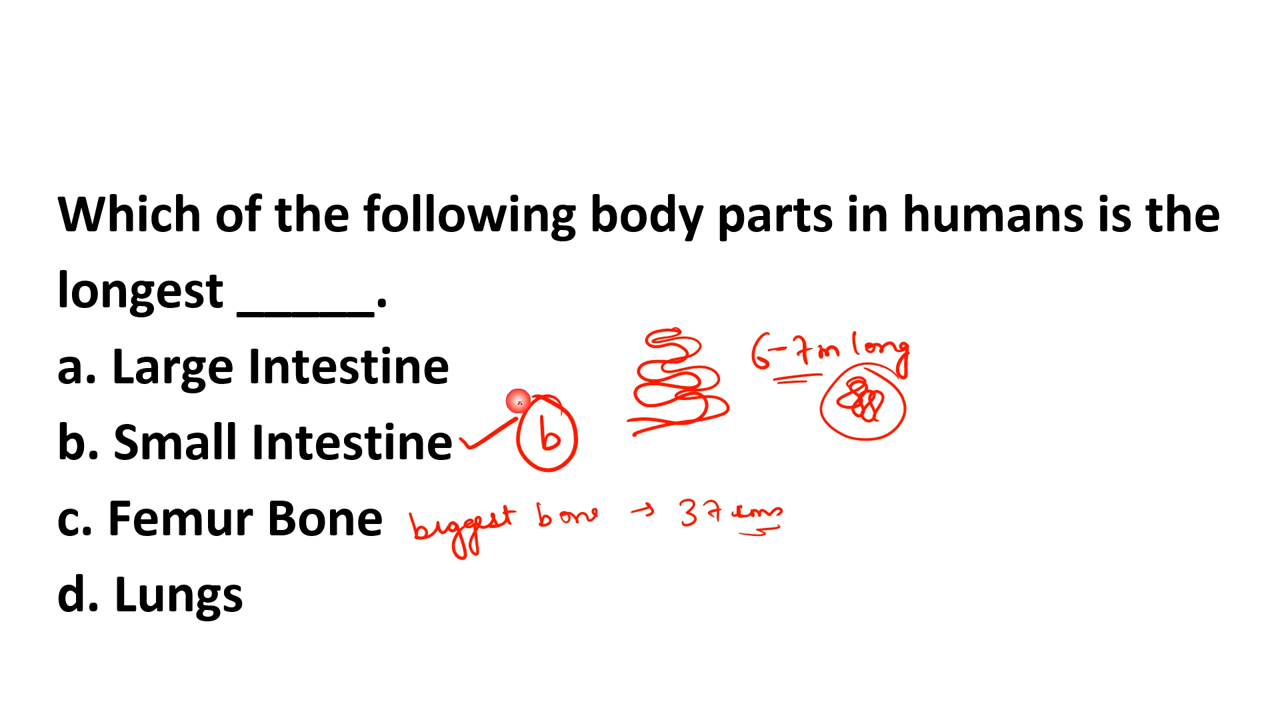 Which of the following body parts in humans is the
longest _____.
a. Large Intestine
6-7m long
b. Small Intestine b
c. Femur Bone biggest bone → 37 cms
d. Lungs